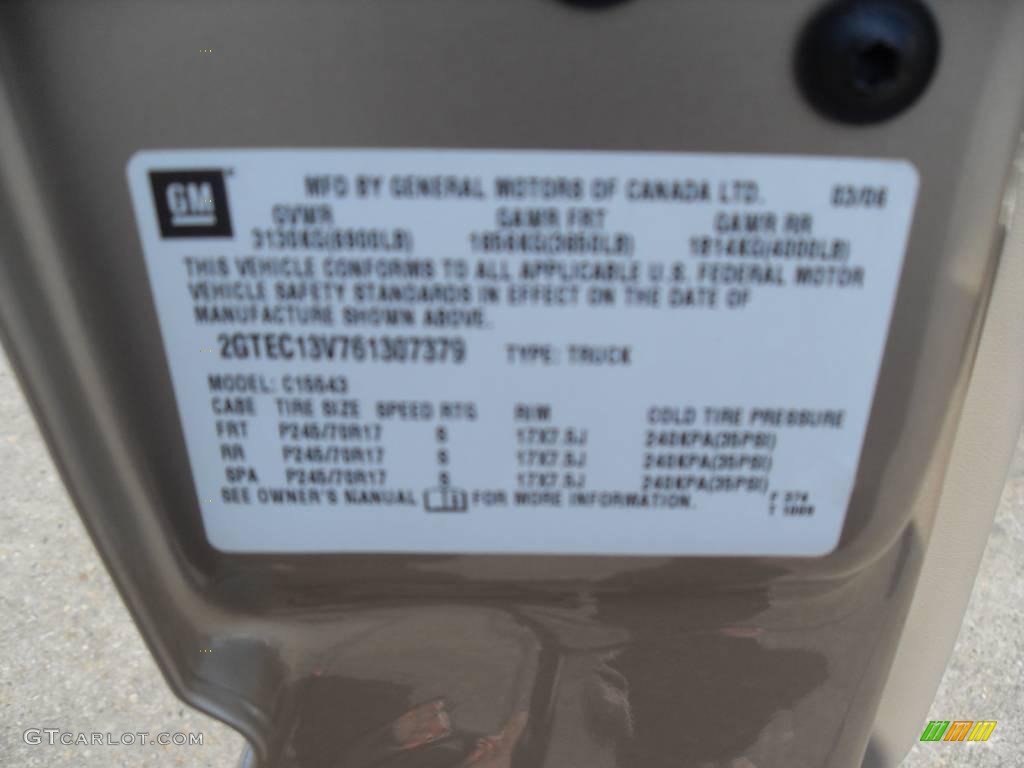 GM MFD BY GENERAL MOTORS OF CANADA LTD. 03/06
GVWR GAWR FRT GAWR RR
3130KG(6900LB) 1656KG(3650LB) 1814KG(4000LB)
THIS VEHICLE CONFORMS TO ALL APPLICABLE U.S. FEDERAL MOTOR
VEHICLE SAFETY STANDARDS IN EFFECT ON THE DATE OF
MANUFACTURE SHOWN ABOVE.
2GTEC13V761307379 TYPE: TRUCK
MODEL: C15543
TIRE SIZE SPEED RTG RIM COLD TIRE PRESSURE
FRT P245/70R17 S 17X7.5J 240KPA(35PSI)
RR P245/70R17 S 17X7.5J 240KPA(35PSI)
SPA P245/70R17 S 17X7.5J 240KPA(35PSI)
SEE OWNER'S MANUAL FOR MORE INFORMATION.
GTCARLOT.COM